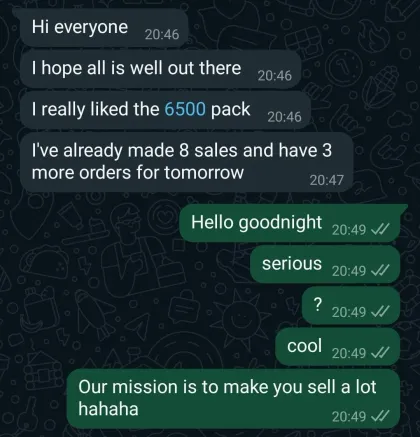 Hi everyone 20:46
I hope all is well out there 20:46
I really liked the 6500 pack 20:46
I've already made 8 sales and have 3
more orders for tomorrow 20:47
Hello goodnight 20:49
serious 20:49
? 20:49
cool 20:49
Our mission is to make you sell a lot
hahaha 20:49